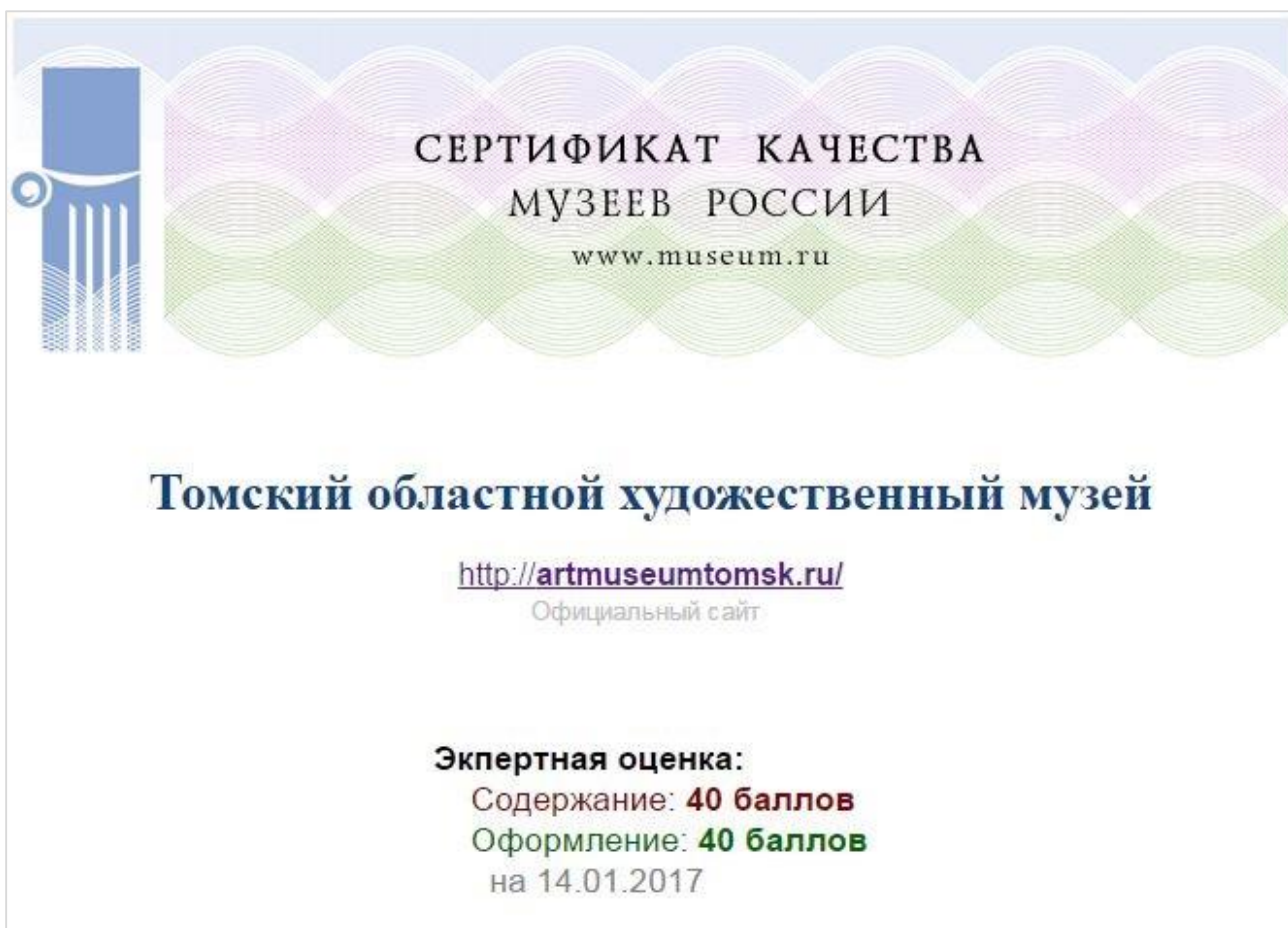 СЕРТИФИКАТ КАЧЕСТВА
МУЗЕЕВ РОССИИ
www.museum.ru
Томский областной художественный музей
http://artmuseumtomsk.ru/
Официальный сайт
Экпертная оценка:
Содержание: 40 баллов
Оформление: 40 баллов
на 14.01.2017